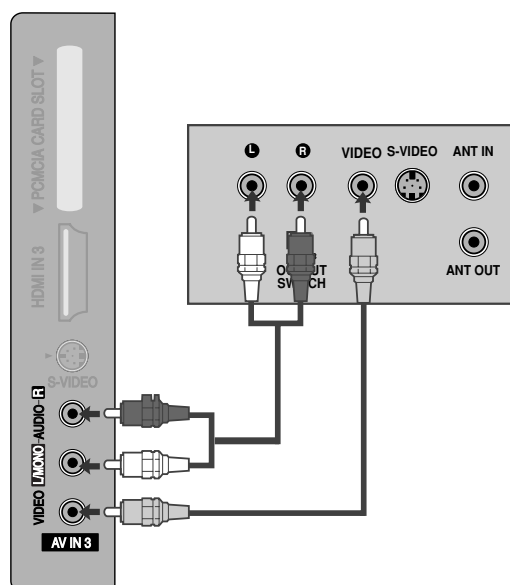 ▼ PCMCIA CARD SLOT ▼
HDMI IN 3
S-VIDEO
VIDEO L/MONO-AUDIO-R
AV IN 3
L R VIDEO S-VIDEO ANT IN
ANT OUT
SWITCH